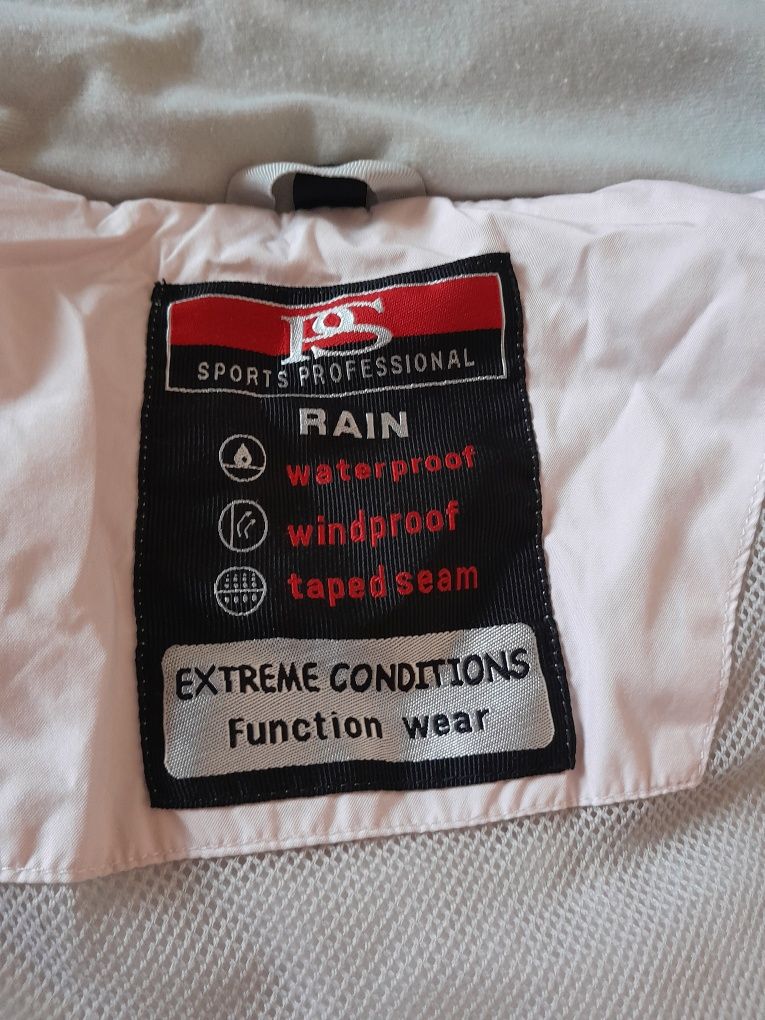 PS
SPORTS PROFESSIONAL
RAIN
waterproof
windproof
taped seam
EXTREME CONDITIONS
Function wear